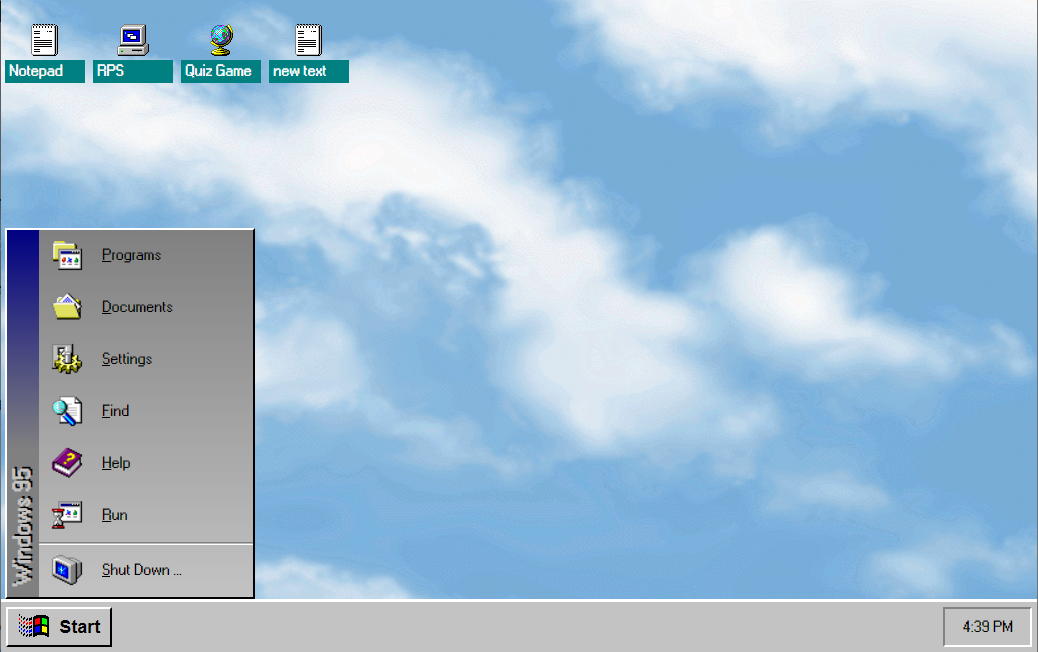 Notepad
RPS
Quiz Game
new text
Programs
Documents
Settings
Find
Help
Run
Shut Down ...
Windows 95
Start
4:39 PM